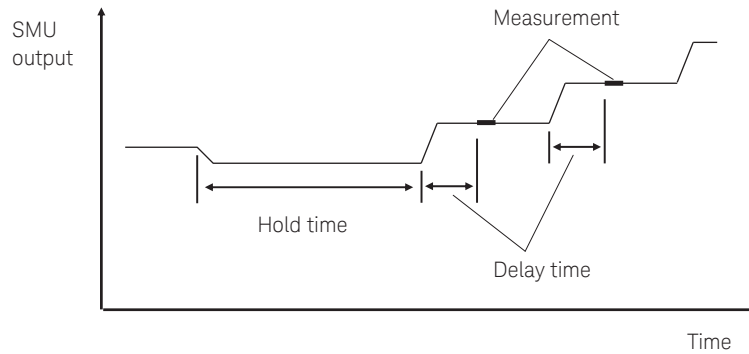 SMU
output
Measurement
Hold time
Delay time
Time